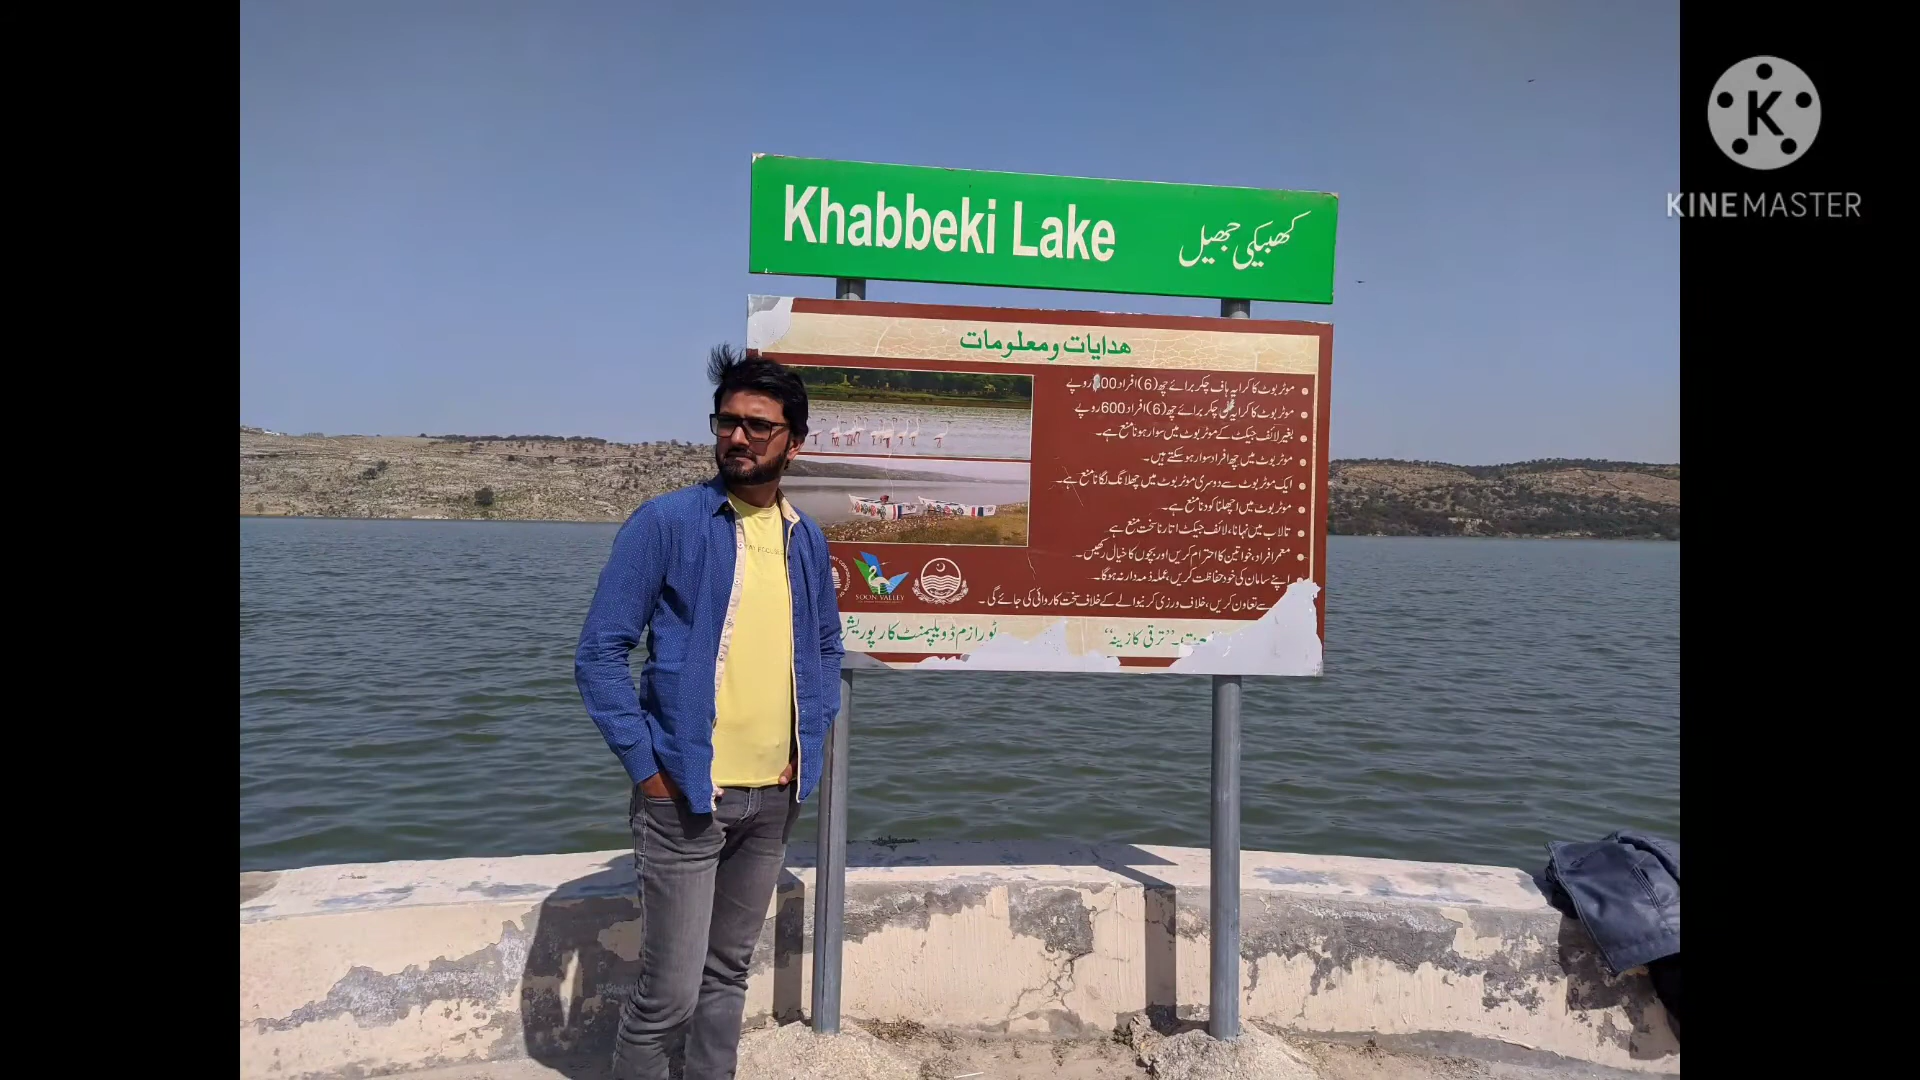 K
KINEMASTER
Khabbeki Lake کھبیکی جھیل
ھدایات و معلومات
موٹر بوٹ کا کرایہ ہاف چکر برائے چھ (6) افراد 00 روپے
موٹر بوٹ کا کرایہ چکر برائے چھ (6) افراد 600 روپے
بغیر لائف جیکٹ کے موٹر بوٹ میں سوار ہونا منع ہے۔
موٹر بوٹ میں چھ افراد سوار ہو سکتے ہیں۔
ایک موٹر بوٹ سے دوسری موٹر بوٹ میں چھلانگ لگانا منع ہے۔
موٹر بوٹ میں اچھلنا کودنا منع ہے۔
تالاب میں نہانا، لائف جیکٹ اتارنا سخت منع ہے
معمر افراد، خواتین کا احترام کریں اور بچوں کا خیال رکھیں۔
اپنے سامان کی خود حفاظت کریں، عملہ ذمہ دار نہ ہوگا۔
سے تعاون کریں، خلاف ورزی کرنیوالے کے خلاف سخت کاروائی کی جائے گی۔
SOON VALLEY
”ترقی کا زینہ“ ٹورازم ڈویلپمنٹ کارپوریش